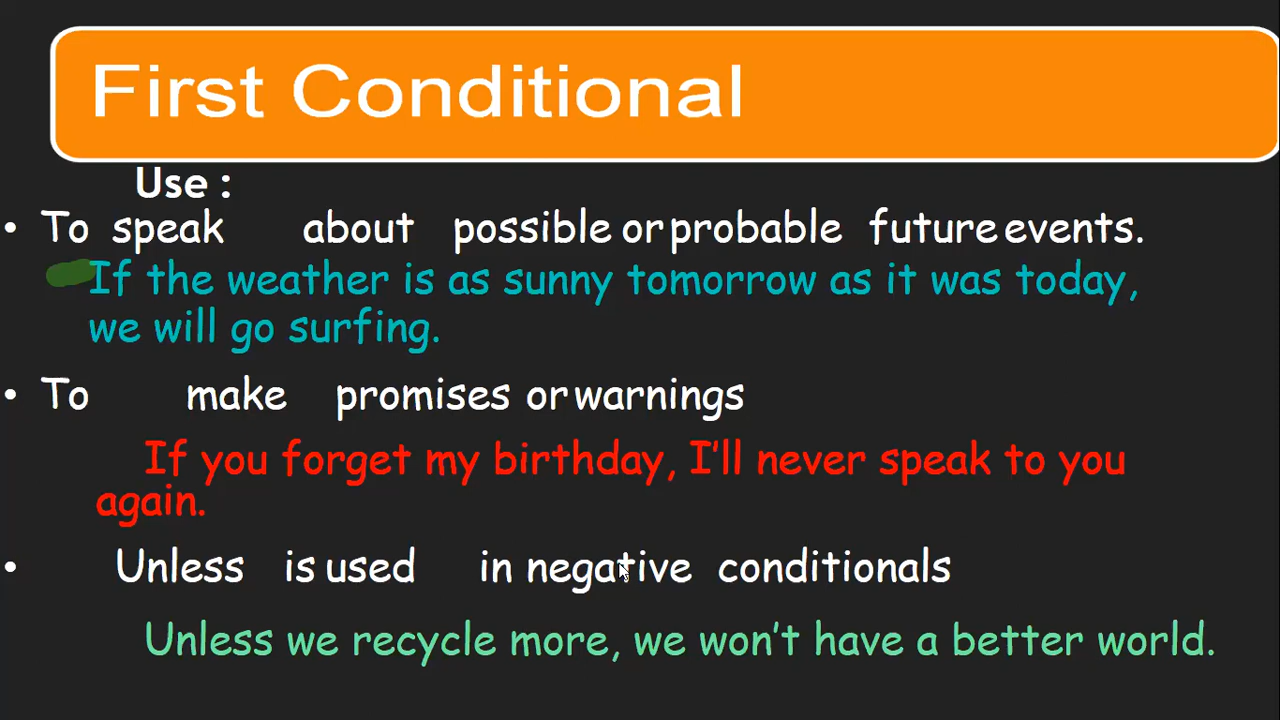 First Conditional
Use :
• To speak about possible or probable future events.
If the weather is as sunny tomorrow as it was today,
we will go surfing.
• To make promises or warnings
If you forget my birthday, I’ll never speak to you
again.
• Unless is used in negative conditionals
Unless we recycle more, we won’t have a better world.